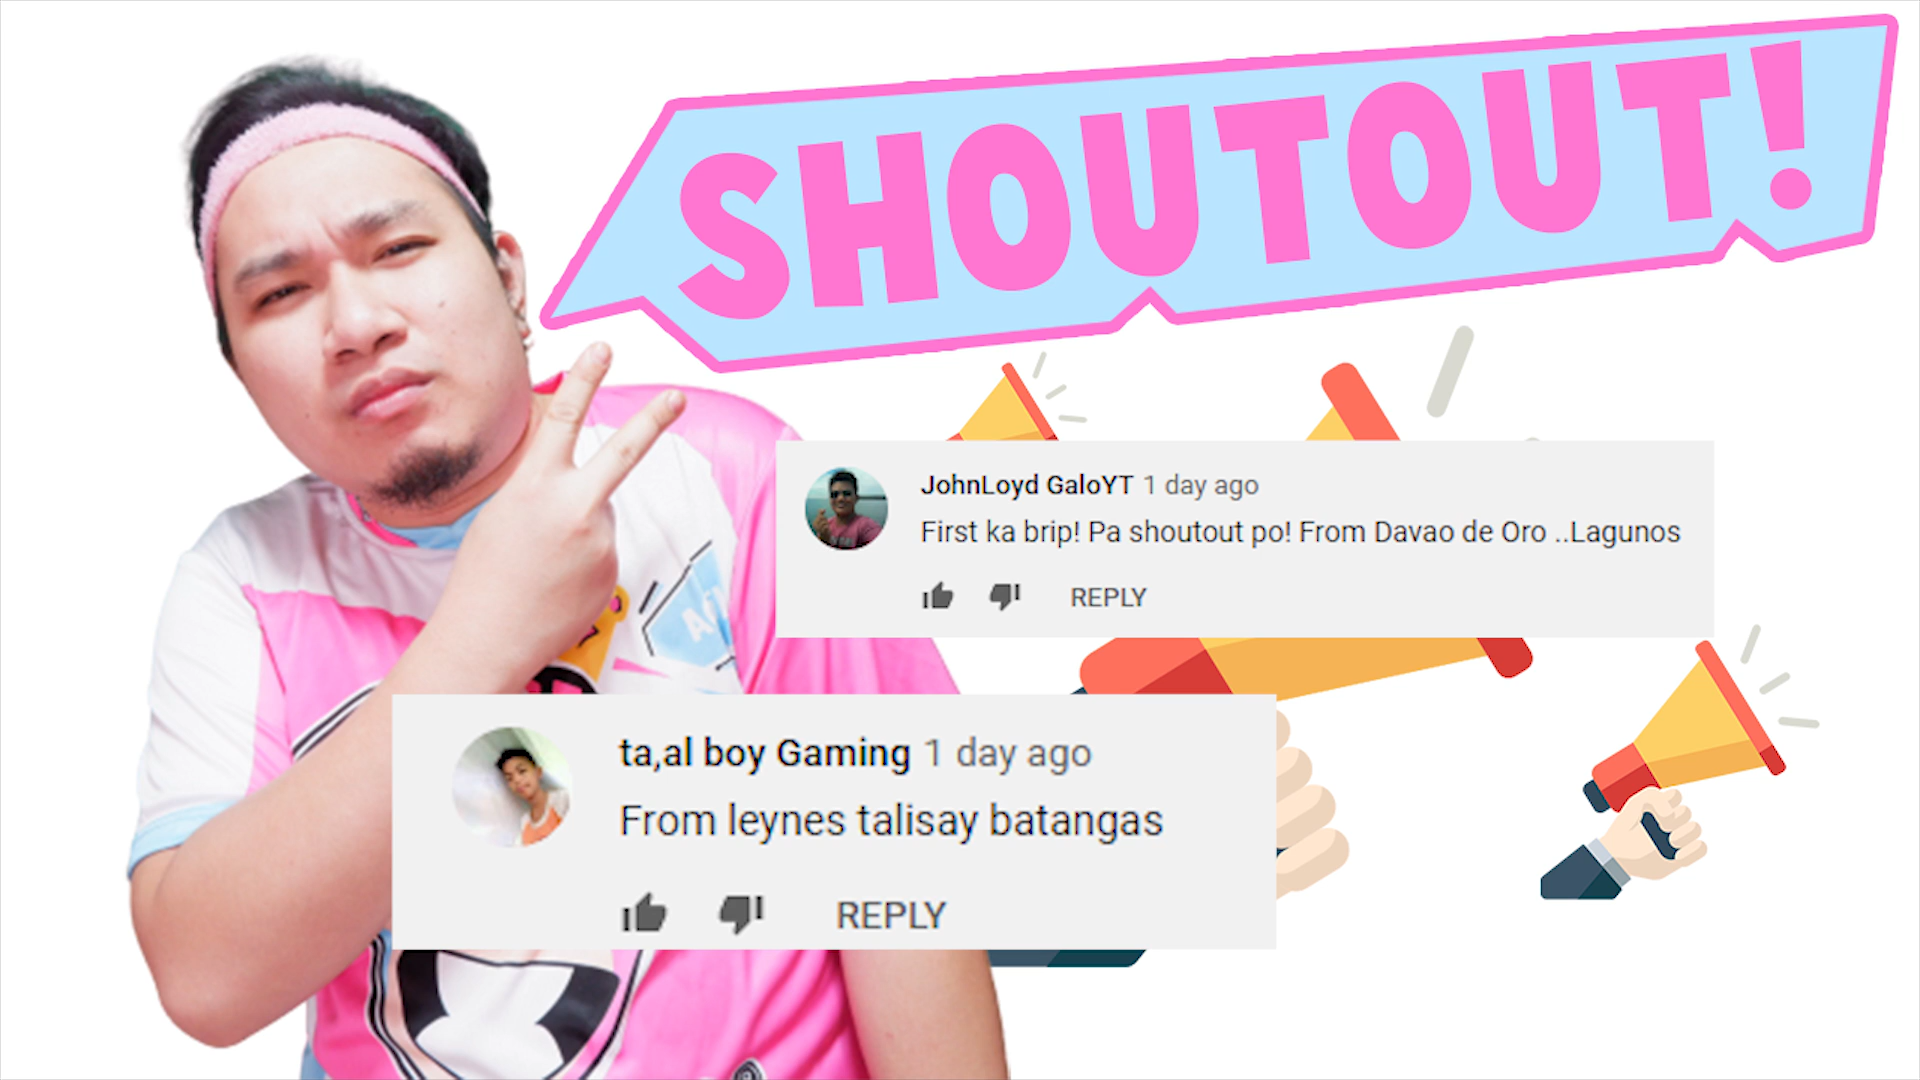 SHOUTOUT!
JohnLoyd GaloYT 1 day ago
First ka brip! Pa shoutout po! From Davao de Oro ..Lagunos
REPLY
ta,al boy Gaming 1 day ago
From leynes talisay batangas
REPLY